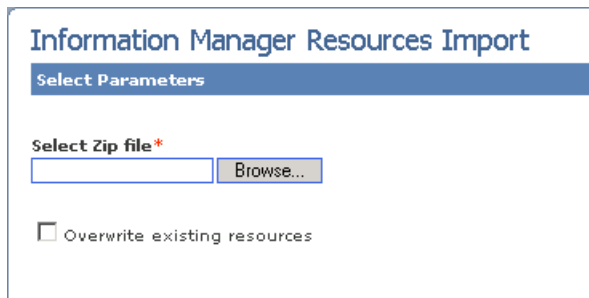 Information Manager Resources Import
Select Parameters
Select Zip file*
Browse...
Overwrite existing resources